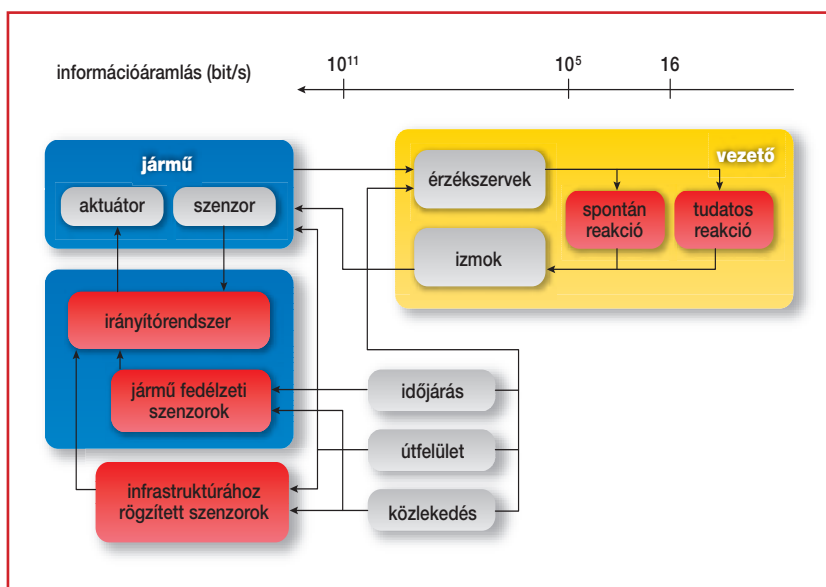 információáramlás (bit/s)
10¹¹
10⁵
16
jármű
aktuátor
szenzor
irányítórendszer
jármű fedélzeti
szenzorok
infrastruktúrához
rögzített szenzorok
vezető
érzékszervek
izmok
spontán
reakció
tudatos
reakció
időjárás
útfelület
közlekedés